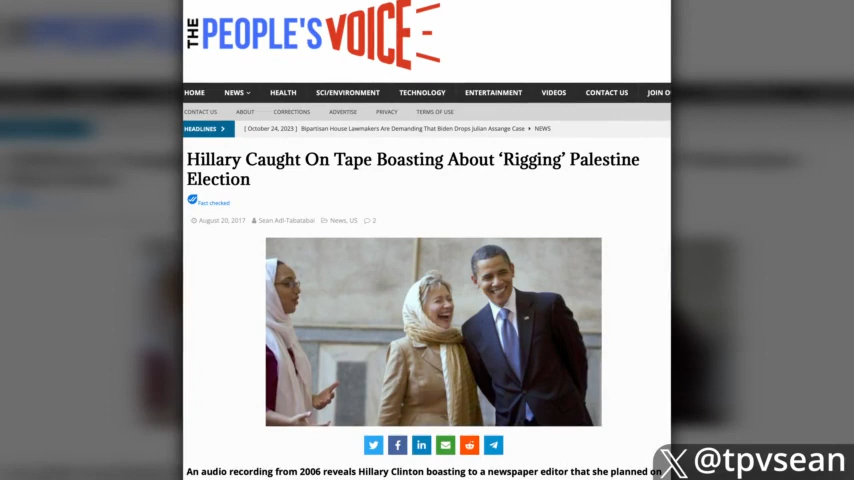 THE PEOPLE'S VOICE
HOME NEWS HEALTH SCI/ENVIRONMENT TECHNOLOGY ENTERTAINMENT VIDEOS CONTACT US JOIN O
CONTACT US ABOUT CORRECTIONS ADVERTISE PRIVACY TERMS OF USE
HEADLINES [ October 24, 2023 ] Bipartisan House Lawmakers Are Demanding That Biden Drops Julian Assange Case NEWS
Hillary Caught On Tape Boasting About ‘Rigging’ Palestine
Election
Fact checked
August 20, 2017 Sean Adl-Tabatabai News, US 2
An audio recording from 2006 reveals Hillary Clinton boasting to a newspaper editor that she planned on
X @tpvsean